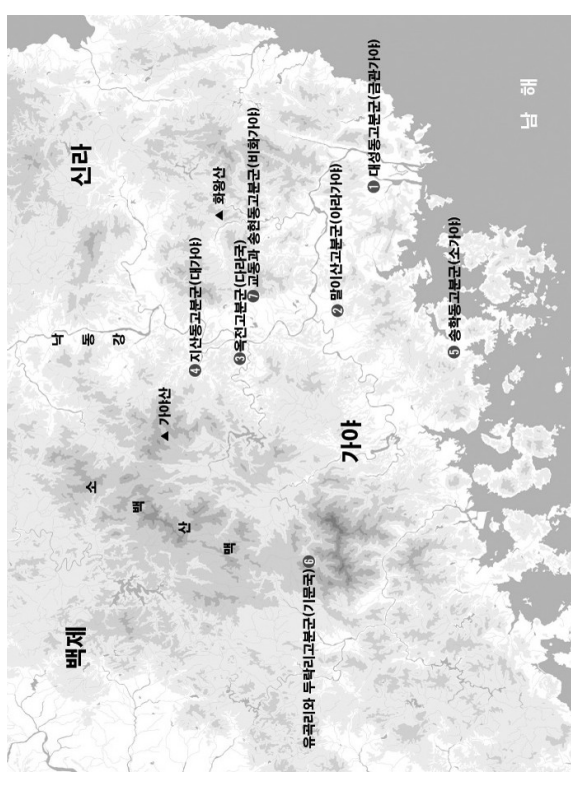 백제
신라
낙 동 강
소 백 산 맥
▲ 가야산
❹ 지산동고분군(대가야)
▲ 화왕산
❸옥전고분군(다라국)
❼ 교동과 송현동고분군(비화가야)
유곡리와 두락리고분군(기문국)❻
❷ 말이산고분군(아라가야)
가야
❶ 대성동고분군(금관가야)
❺ 송학동고분군(소가야)
남 해